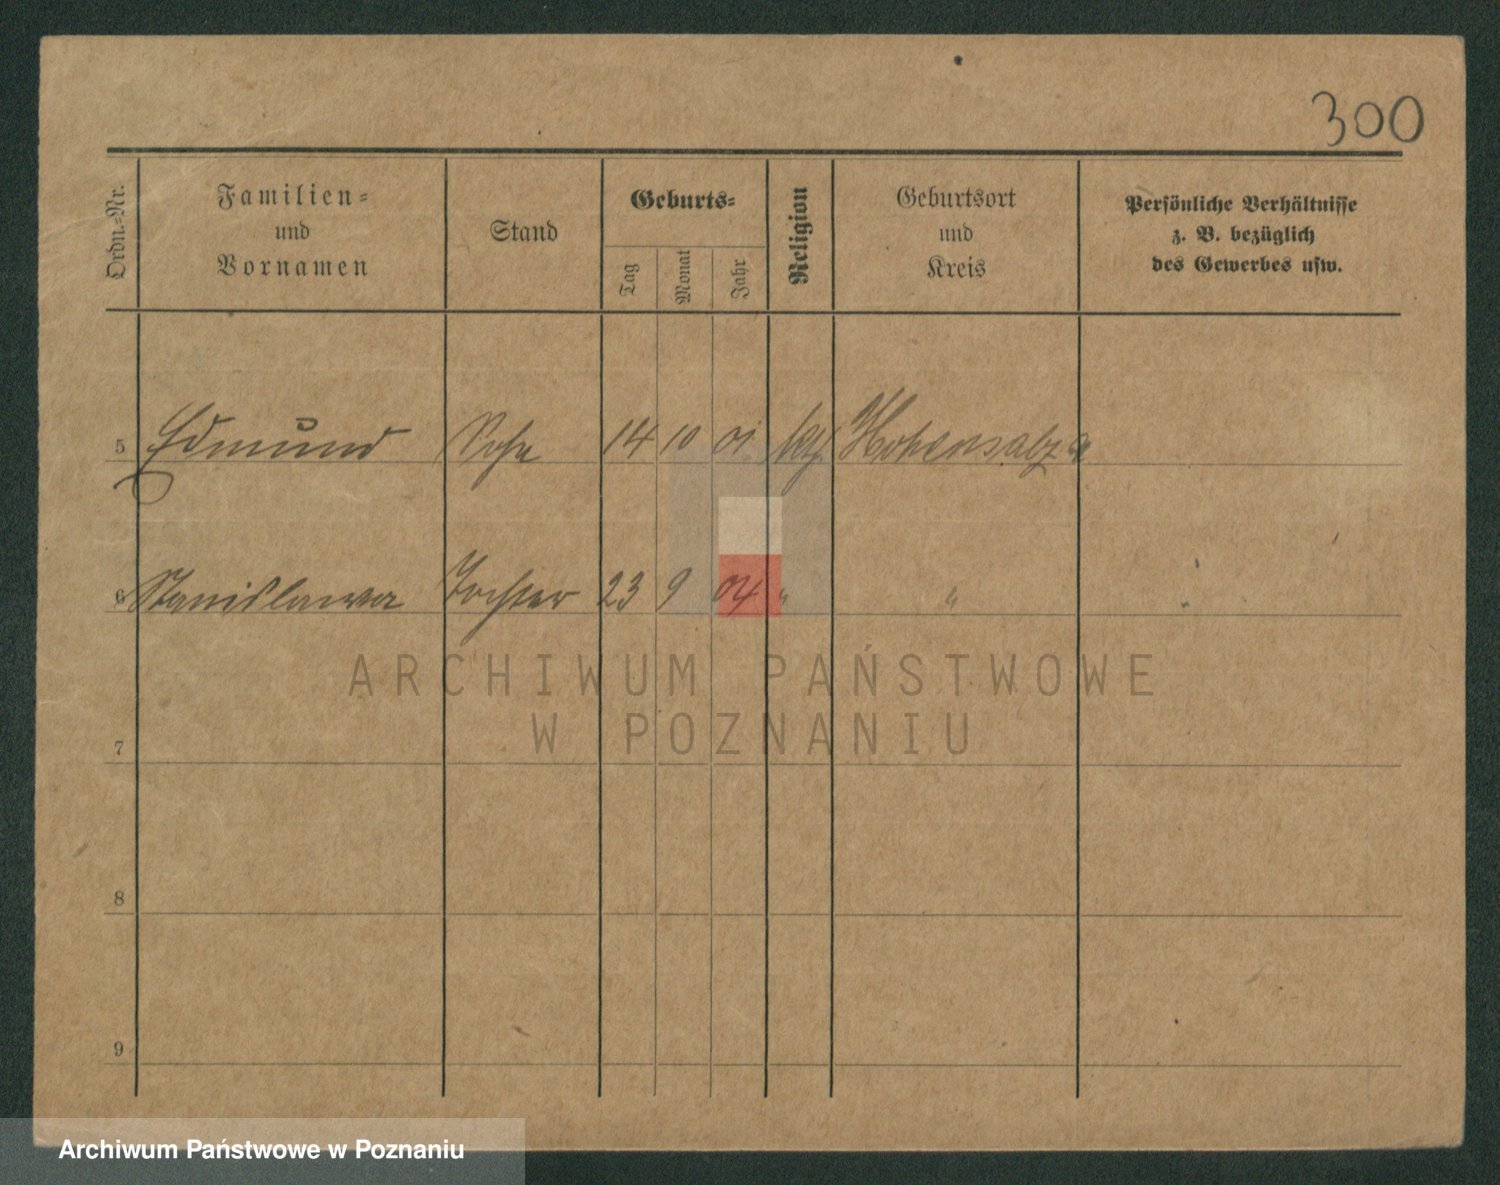 300
Ordn.-Nr.
Familien-
und
Vornamen
Stand
Geburts-
Tag
Monat
Jahr
Religion
Geburtsort
und
Kreis
Persönliche Verhältnisse
z. B. bezüglich
des Gewerbes usw.
5 Edmund Sohn 14 10 01 kth Hohensalza
6 Stanislawa Tochter 23 9 04 " "
ARCHIWUM PAŃSTWOWE
W POZNANIU
7
8
9
Archiwum Państwowe w Poznaniu